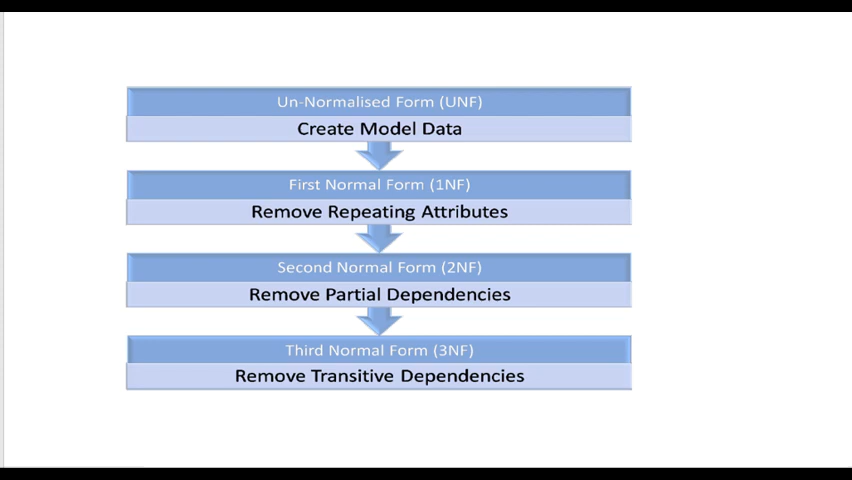 Un-Normalised Form (UNF)
Create Model Data
First Normal Form (1NF)
Remove Repeating Attributes
Second Normal Form (2NF)
Remove Partial Dependencies
Third Normal Form (3NF)
Remove Transitive Dependencies